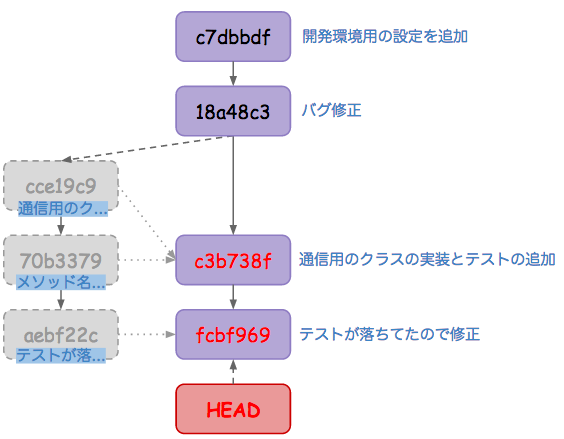 c7dbbdf 開発環境用の設定を追加
18a48c3 バグ修正
cce19c9
通信用のク...
70b3379
メソッド名...
c3b738f 通信用のクラスの実装とテストの追加
aebf22c
テストが落...
fcbf969 テストが落ちてたので修正
HEAD